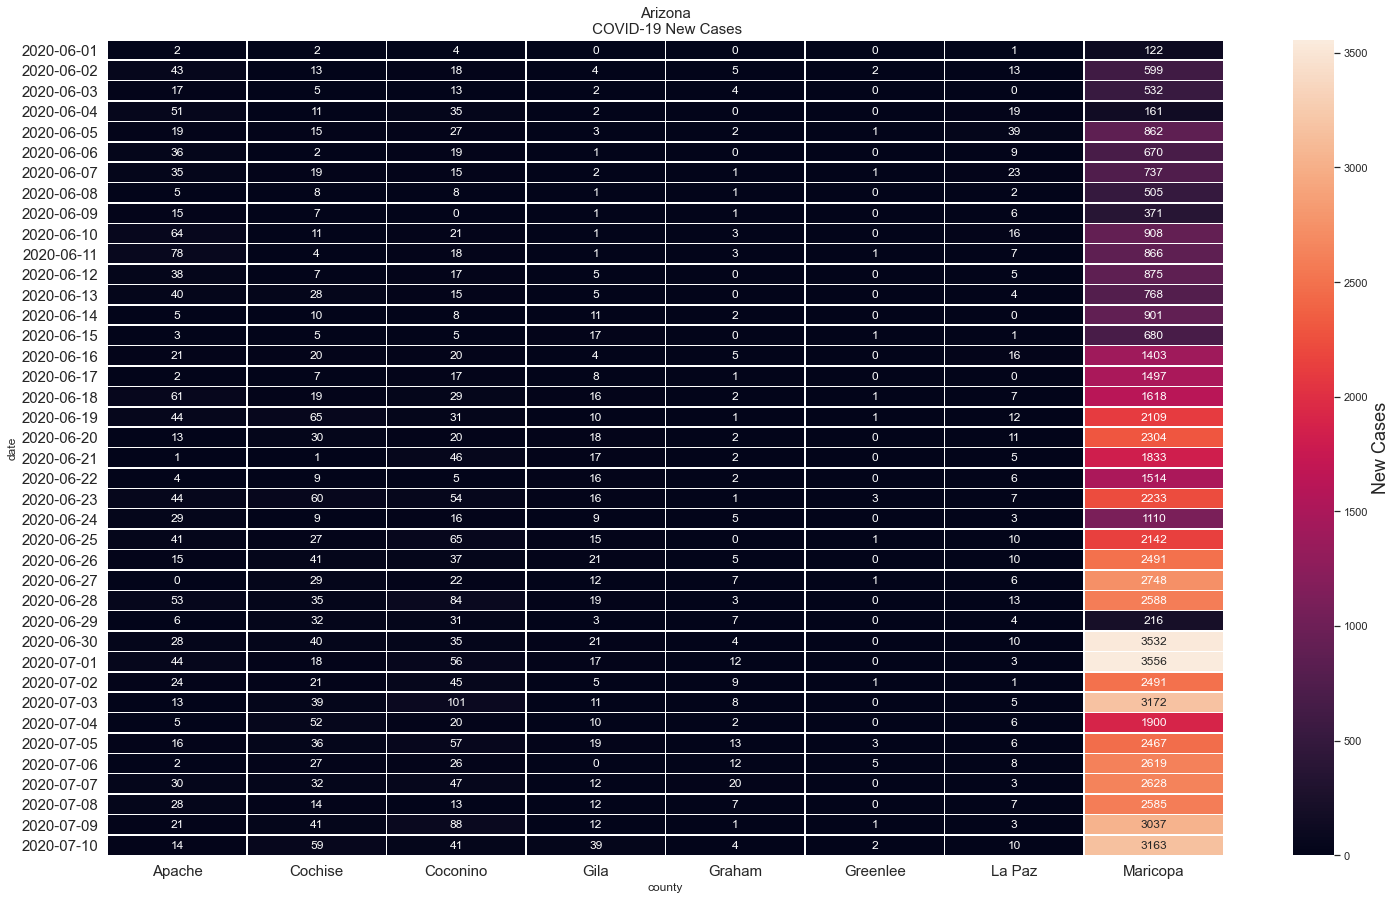 Arizona
COVID-19 New Cases
2020-06-01 2 2 4 0 0 0 1 122
2020-06-02 43 13 18 4 5 2 13 599
2020-06-03 17 5 13 2 4 0 0 532
2020-06-04 51 11 35 2 0 0 19 161
2020-06-05 19 15 27 3 2 1 39 862
2020-06-06 36 2 19 1 0 0 9 670
2020-06-07 35 19 15 2 1 1 23 737
2020-06-08 5 8 8 1 1 0 2 505
2020-06-09 15 7 0 1 1 0 6 371
2020-06-10 64 11 21 1 3 0 16 908
2020-06-11 78 4 18 1 3 1 7 866
2020-06-12 38 7 17 5 0 0 5 875
2020-06-13 40 28 15 5 0 0 4 768
2020-06-14 5 10 8 11 2 0 0 901
2020-06-15 3 5 5 17 0 1 1 680
2020-06-16 21 20 20 4 5 0 16 1403
2020-06-17 2 7 17 8 1 0 0 1497
2020-06-18 61 19 29 16 2 1 7 1618
2020-06-19 44 65 31 10 1 1 12 2109
2020-06-20 13 30 20 18 2 0 11 2304
2020-06-21 1 1 46 17 2 0 5 1833
2020-06-22 4 9 5 16 2 0 6 1514
2020-06-23 44 60 54 16 1 3 7 2233
2020-06-24 29 9 16 9 5 0 3 1110
2020-06-25 41 27 65 15 0 1 10 2142
2020-06-26 15 41 37 21 5 0 10 2491
2020-06-27 0 29 22 12 7 1 6 2748
2020-06-28 53 35 84 19 3 0 13 2588
2020-06-29 6 32 31 3 7 0 4 216
2020-06-30 28 40 35 21 4 0 10 3532
2020-07-01 44 18 56 17 12 0 3 3556
2020-07-02 24 21 45 5 9 1 1 2491
2020-07-03 13 39 101 11 8 0 5 3172
2020-07-04 5 52 20 10 2 0 6 1900
2020-07-05 16 36 57 19 13 3 6 2467
2020-07-06 2 27 26 0 12 5 8 2619
2020-07-07 30 32 47 12 20 0 3 2628
2020-07-08 28 14 13 12 7 0 7 2585
2020-07-09 21 41 88 12 1 1 3 3037
2020-07-10 14 59 41 39 4 2 10 3163
Apache Cochise Coconino Gila Graham Greenlee La Paz Maricopa
county
date
3500
3000
2500
2000
1500
1000
500
0
New Cases